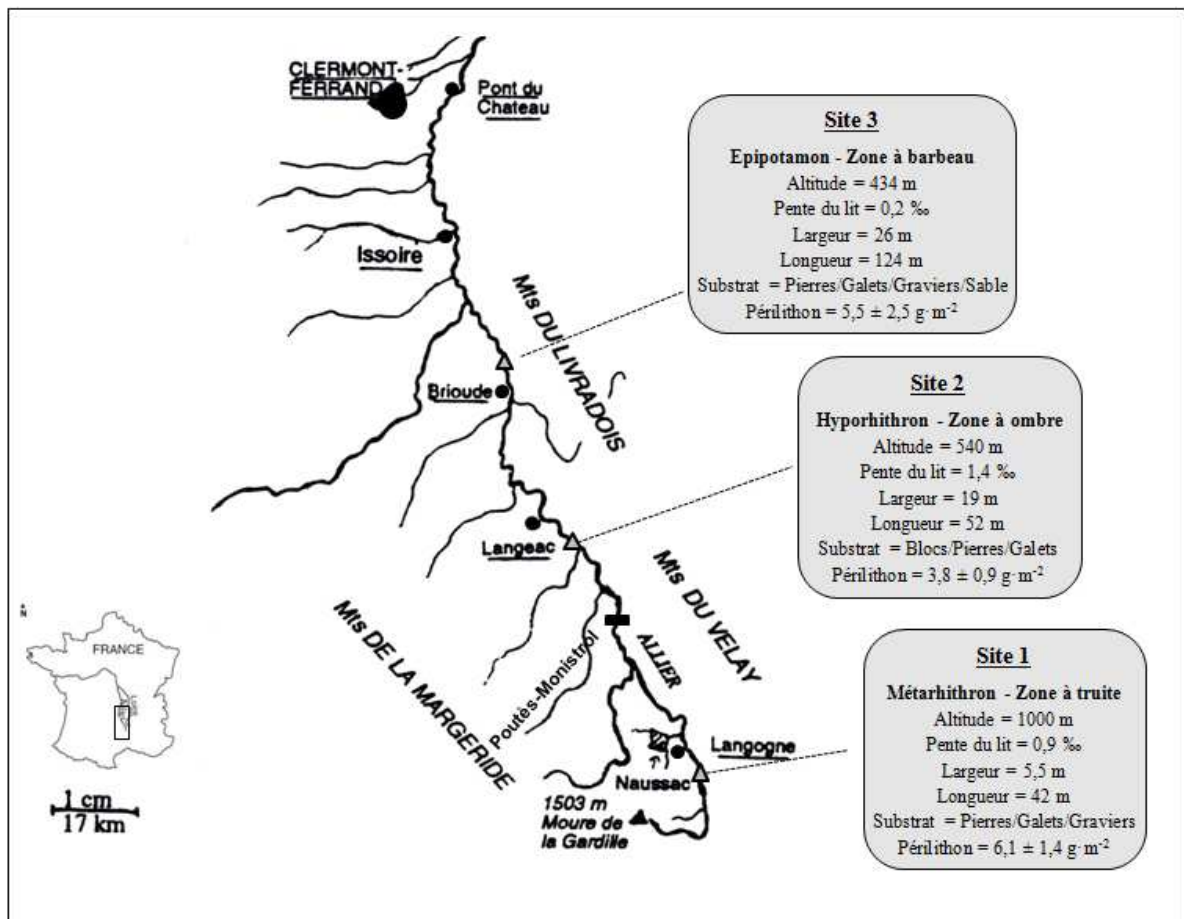 CLERMONT-
FERRAND
Pont du
Chateau
Issoire
Mts DU LIVRADOIS
Brioude
Langeac
Mts DU VELAY
Mts DE LA MARGERIDE
Poutès-Monistrol
ALLIER
Langogne
Naussac
1503 m
Moure de
la Gardille
Site 3
Epipotamon - Zone à barbeau
Altitude = 434 m
Pente du lit = 0,2 ‰
Largeur = 26 m
Longueur = 124 m
Substrat = Pierres/Galets/Graviers/Sable
Périlithon = 5,5 ± 2,5 g·m⁻²
Site 2
Hyporhithron - Zone à ombre
Altitude = 540 m
Pente du lit = 1,4 ‰
Largeur = 19 m
Longueur = 52 m
Substrat = Blocs/Pierres/Galets
Périlithon = 3,8 ± 0,9 g·m⁻²
Site 1
Métarhithron - Zone à truite
Altitude = 1000 m
Pente du lit = 0,9 ‰
Largeur = 5,5 m
Longueur = 42 m
Substrat = Pierres/Galets/Graviers
Périlithon = 6,1 ± 1,4 g·m⁻²
N
FRANCE
1 cm
17 km